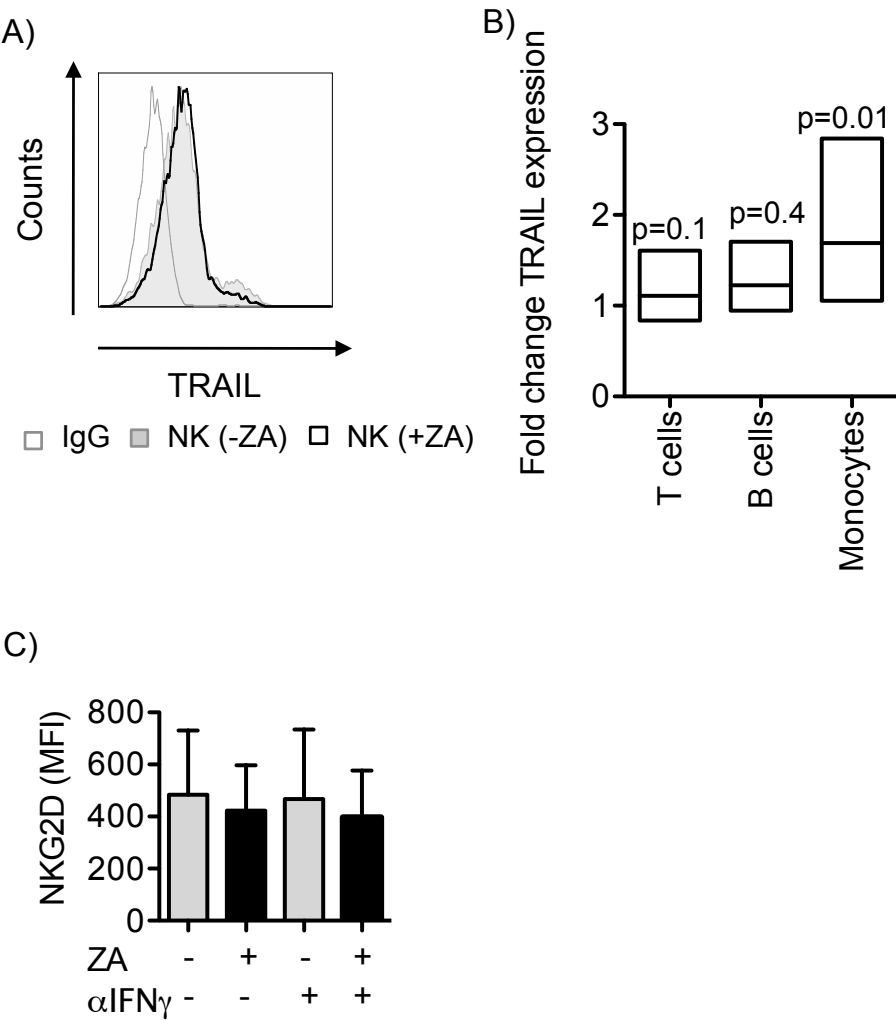 A)
Counts
TRAIL
IgG NK (-ZA) NK (+ZA)
B)
Fold change TRAIL expression
3
2
1
0
p=0.1
p=0.4
p=0.01
T cells
B cells
Monocytes
C)
NKG2D (MFI)
800
600
400
200
0
ZA - + - +
αIFNγ - - + +